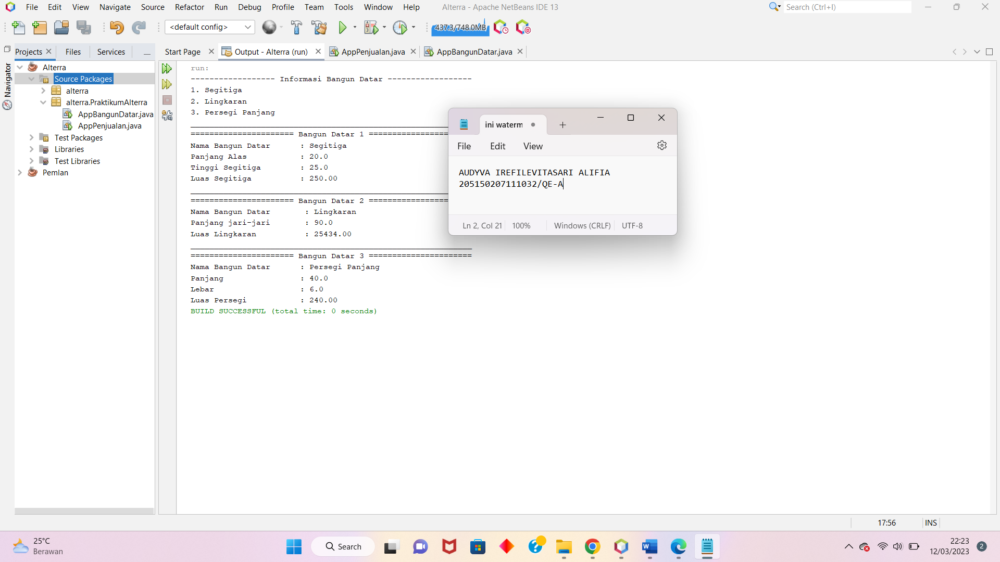 File Edit View Navigate Source Refactor Run Debug Profile Team Tools Window Help Alterra - Apache NetBeans IDE 13 Search (Ctrl+I)
<default config> 437.3/748.0MB
Projects Files Services Start Page Output - Alterra (run) AppPenjualan.java AppBangunDatar.java
Navigator
Alterra
Source Packages
alterra
alterra.PraktikumAlterra
AppBangunDatar.java
AppPenjualan.java
Test Packages
Libraries
Test Libraries
Pemlan
run:
------------------ Informasi Bangun Datar ------------------
1. Segitiga
2. Lingkaran
3. Persegi Panjang
====================== Bangun Datar 1 =================
Nama Bangun Datar : Segitiga
Panjang Alas : 20.0
Tinggi Segitiga : 25.0
Luas Segitiga : 250.00
====================== Bangun Datar 2 =================
Nama Bangun Datar : Lingkaran
Panjang jari-jari : 90.0
Luas Lingkaran : 25434.00
====================== Bangun Datar 3 ======================
Nama Bangun Datar : Persegi Panjang
Panjang : 40.0
Lebar : 6.0
Luas Persegi : 240.00
BUILD SUCCESSFUL (total time: 0 seconds)
ini waterm
File Edit View
AUDYVA IREFILEVITASARI ALIFIA
205150207111032/QE-A
Ln 2, Col 21 100% Windows (CRLF) UTF-8
17:56 INS
25°C
Berawan
Search
22:23
12/03/2023
2